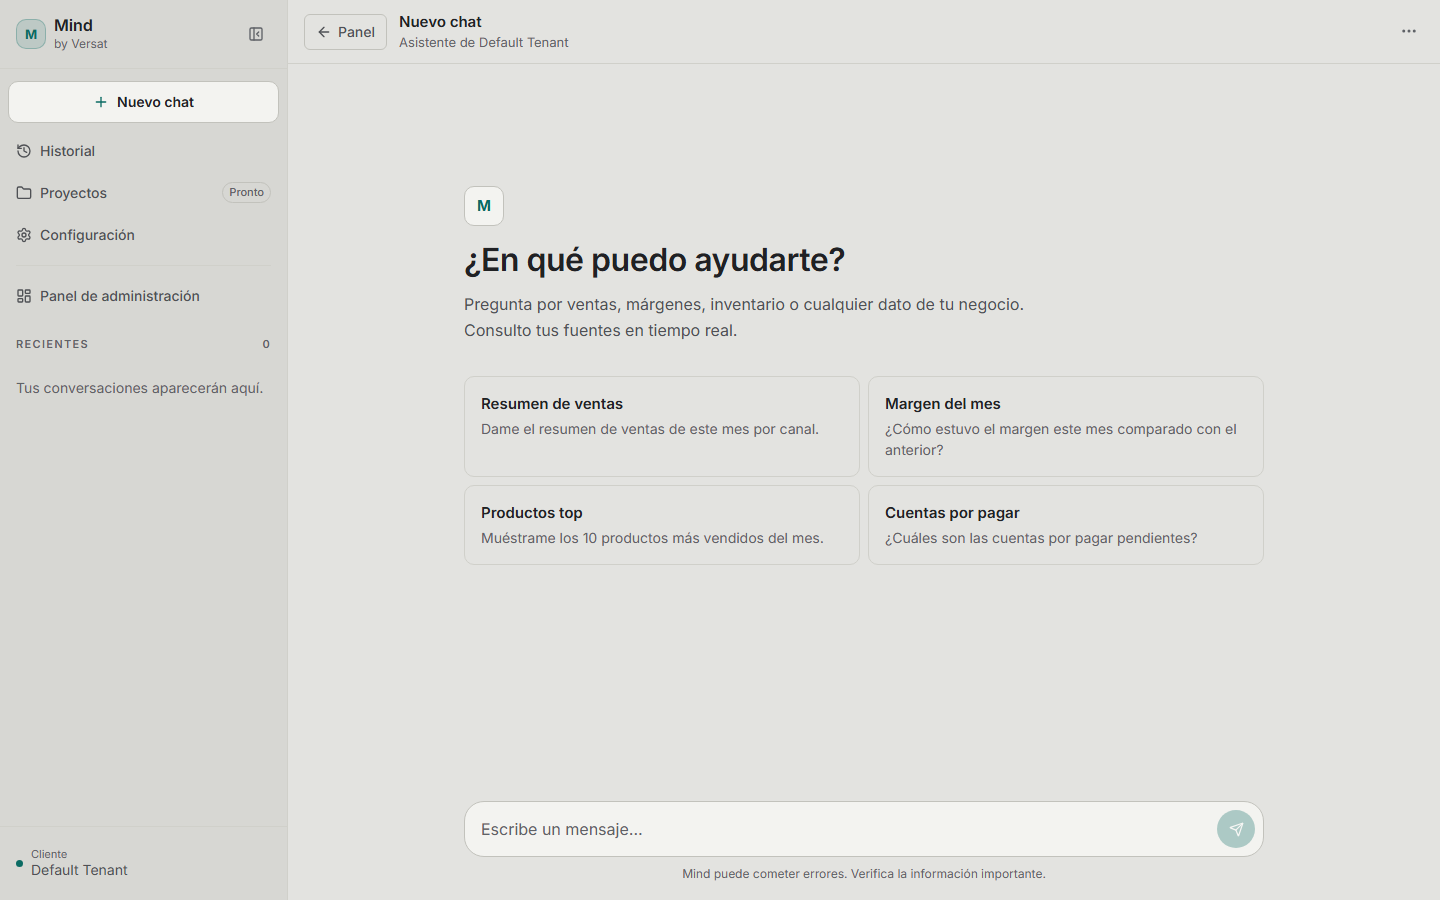 M
Mind
by Versat
Nuevo chat
Historial
Proyectos
Pronto
Configuración
Panel de administración
RECIENTES
0
Tus conversaciones aparecerán aquí.
Cliente
Default Tenant
Panel
Nuevo chat
Asistente de Default Tenant
M
¿En qué puedo ayudarte?
Pregunta por ventas, márgenes, inventario o cualquier dato de tu negocio.
Consulto tus fuentes en tiempo real.
Resumen de ventas
Dame el resumen de ventas de este mes por canal.
Margen del mes
¿Cómo estuvo el margen este mes comparado con el
anterior?
Productos top
Muéstrame los 10 productos más vendidos del mes.
Cuentas por pagar
¿Cuáles son las cuentas por pagar pendientes?
Escribe un mensaje...
Mind puede cometer errores. Verifica la información importante.